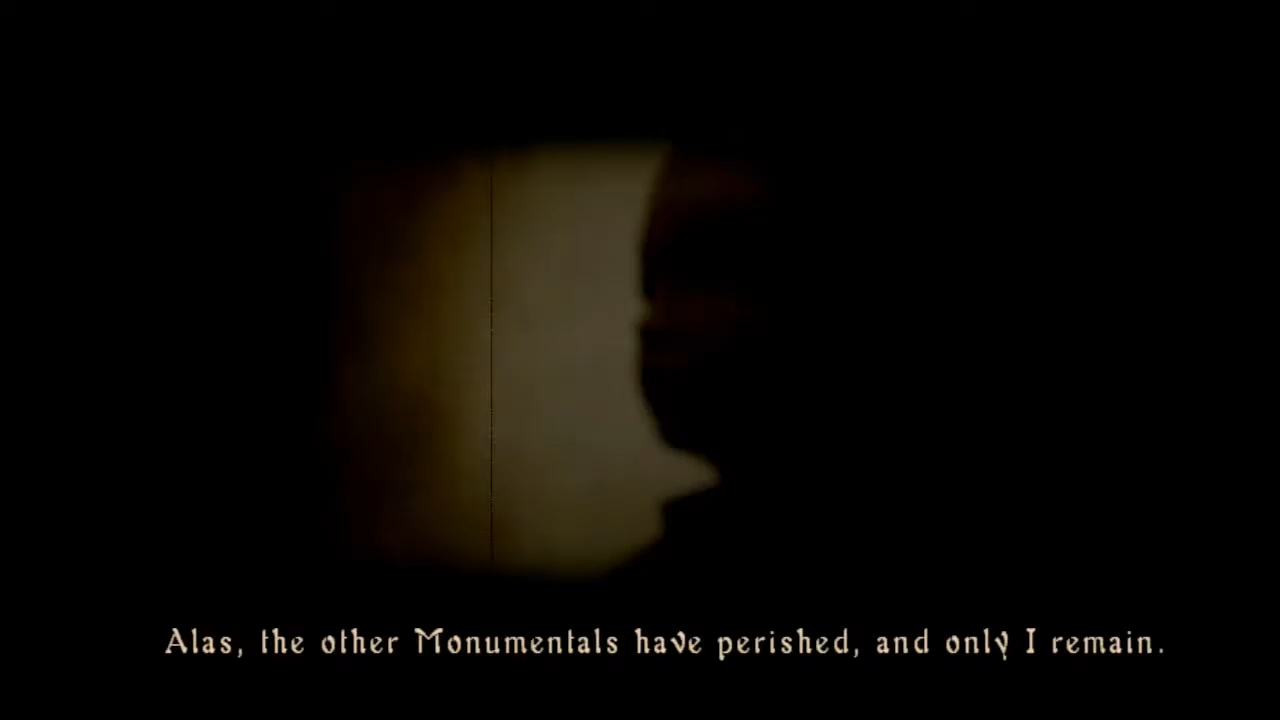 Alas, the other Monumentals have perished, and only I remain.